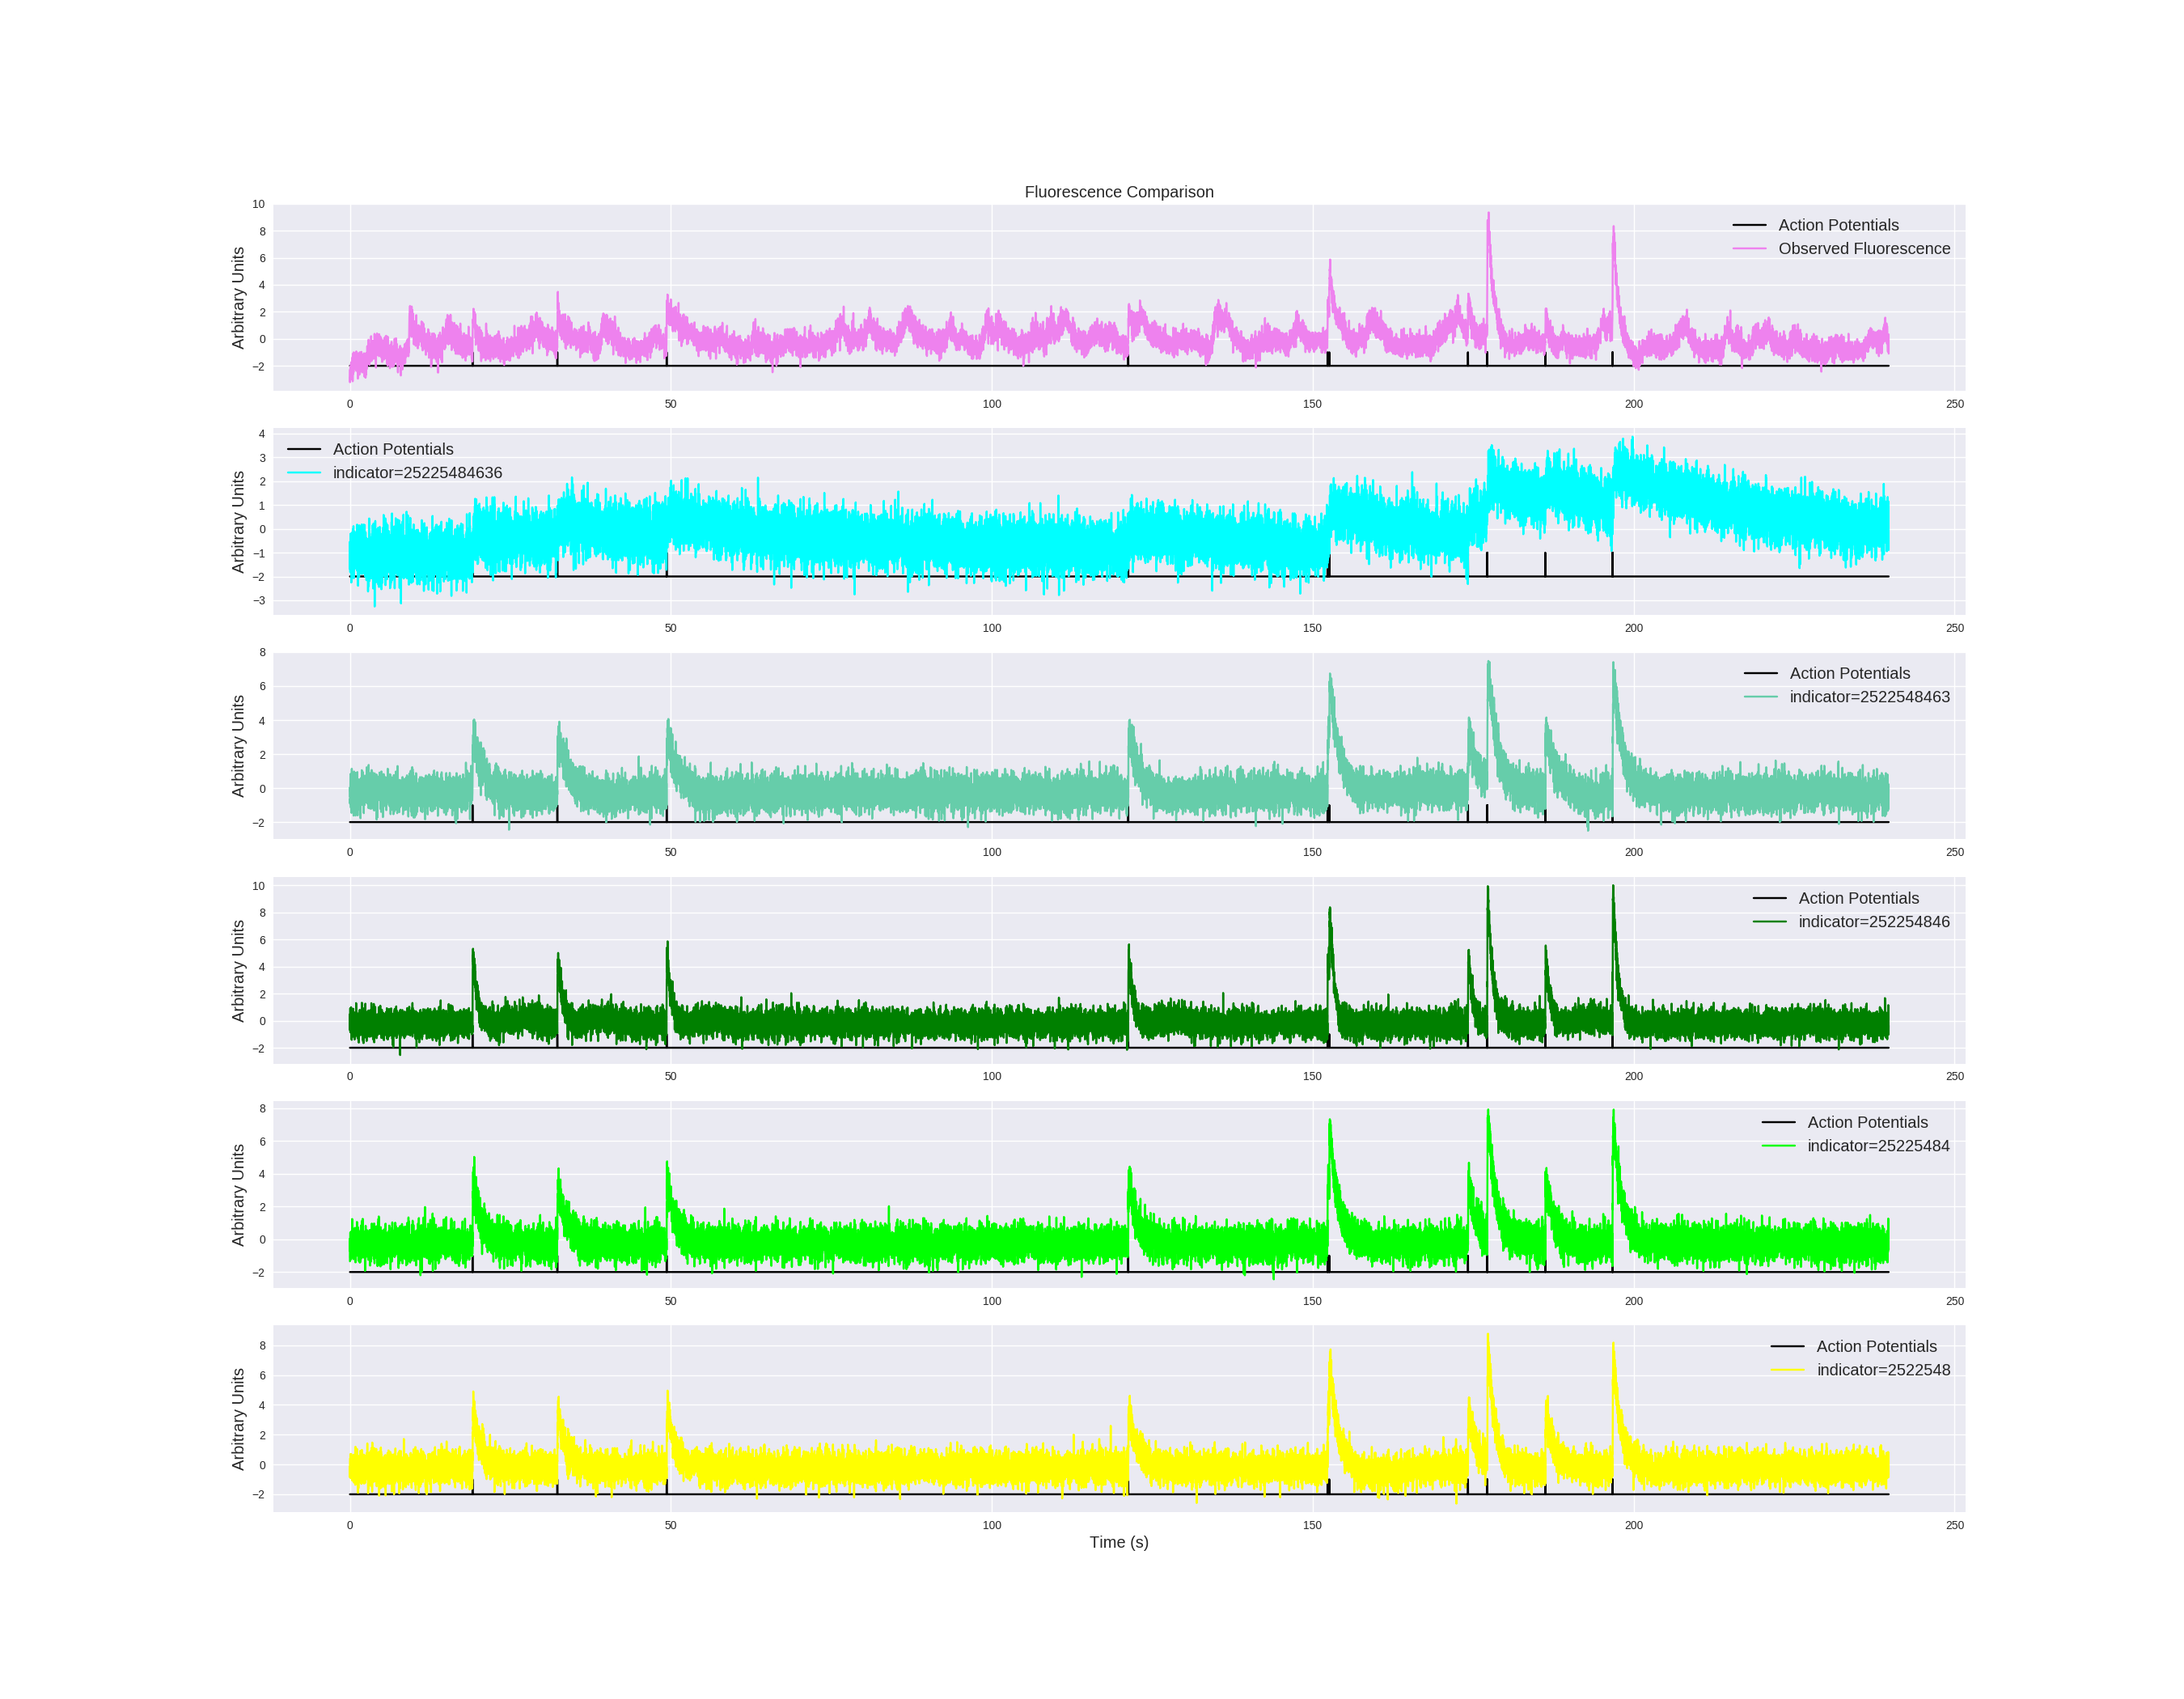 Fluorescence Comparison
10
8
6
4
2
0
−2
Arbitrary Units
Action Potentials
Observed Fluorescence
0 50 100 150 200 250
4
3
2
1
0
−1
−2
−3
Arbitrary Units
Action Potentials
indicator=25225484636
0 50 100 150 200 250
8
6
4
2
0
−2
Arbitrary Units
Action Potentials
indicator=2522548463
0 50 100 150 200 250
10
8
6
4
2
0
−2
Arbitrary Units
Action Potentials
indicator=252254846
0 50 100 150 200 250
8
6
4
2
0
−2
Arbitrary Units
Action Potentials
indicator=25225484
0 50 100 150 200 250
8
6
4
2
0
−2
Arbitrary Units
Action Potentials
indicator=2522548
0 50 100 150 200 250
Time (s)